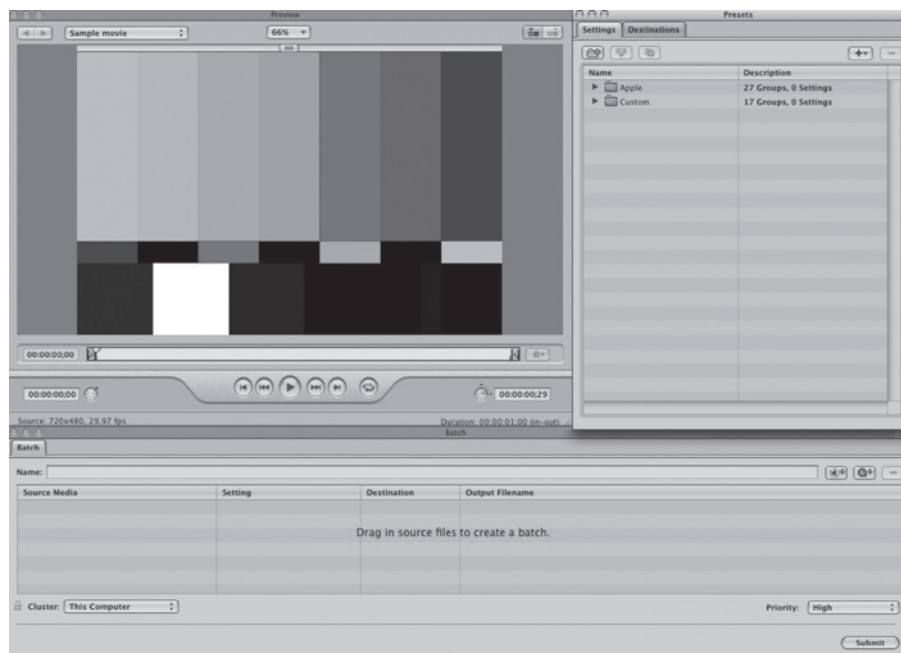 Preview
Sample movie
66%
00:00:00;00
00:00:00;00
00:00:00;29
Source: 720x480, 29.97 fps
Duration: 00:00:01;00 (in-out)
Presets
Settings Destinations
Name Description
Apple 27 Groups, 0 Settings
Custom 17 Groups, 0 Settings
Batch
Batch
Name:
Source Media Setting Destination Output Filename
Drag in source files to create a batch.
Cluster: This Computer
Priority: High
Submit